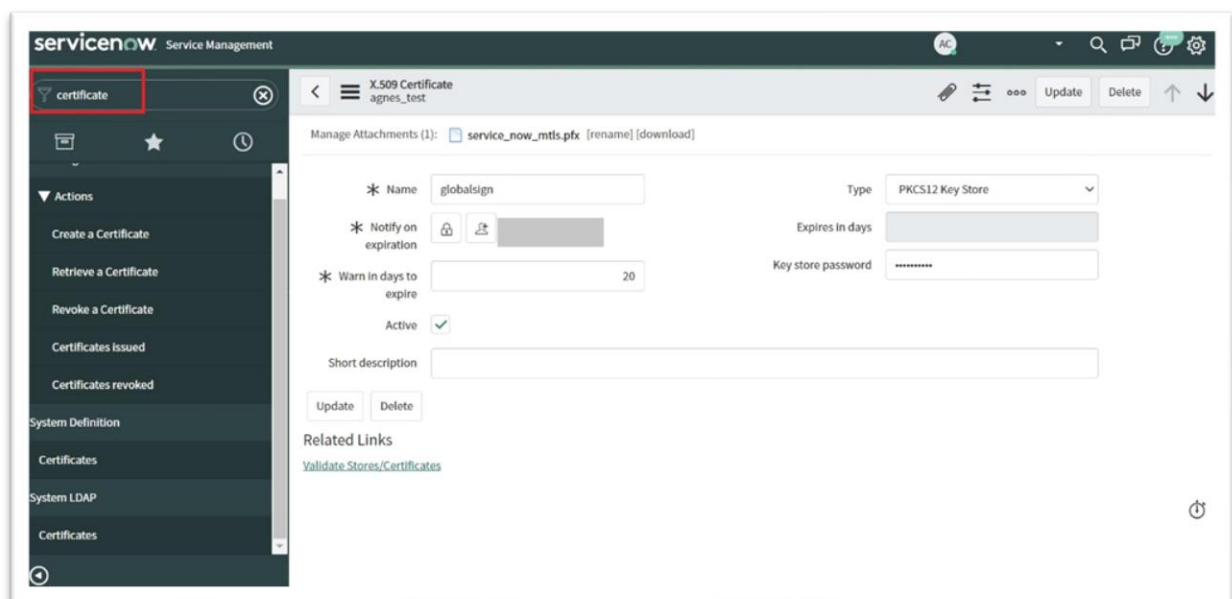 servicenow Service Management
AC
certificate
X.509 Certificate
agnes_test
Update
Delete
Manage Attachments (1): service_now_mtls.pfx [rename] [download]
Actions
Create a Certificate
Retrieve a Certificate
Revoke a Certificate
Certificates issued
Certificates revoked
System Definition
Certificates
System LDAP
Certificates
Name globalsign
Notify on
expiration
Warn in days to
expire
20
Active
Short description
Type PKCS12 Key Store
Expires in days
Key store password ••••••••••
Update Delete
Related Links
Validate Stores/Certificates